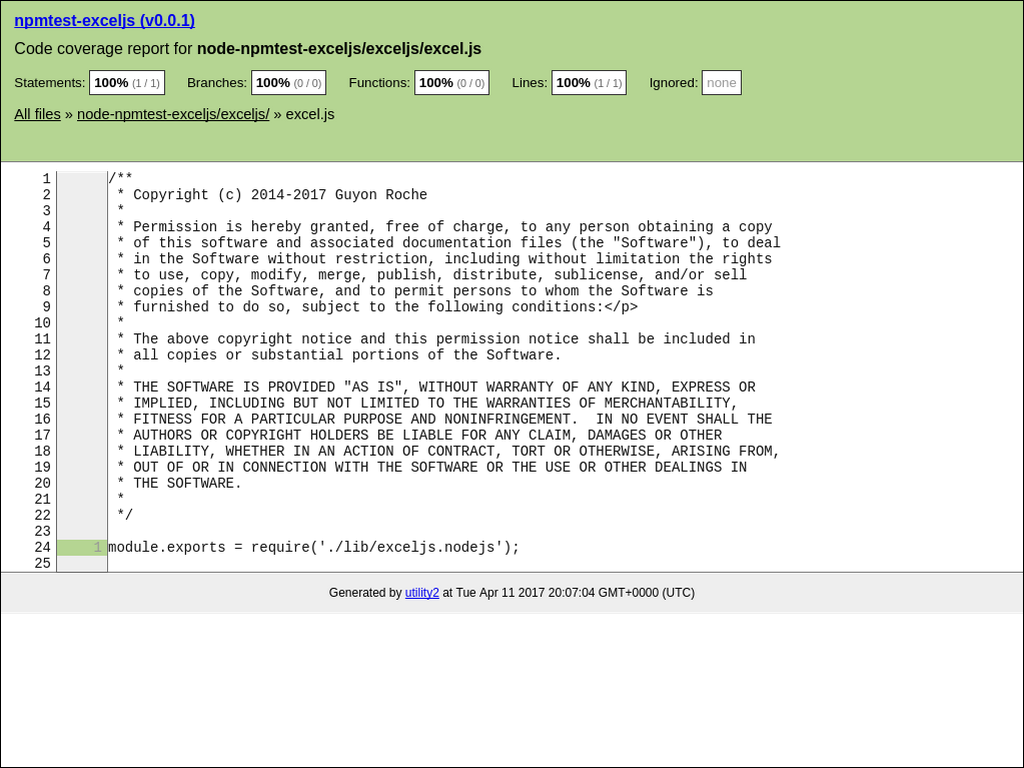 npmtest-exceljs (v0.0.1)
Code coverage report for node-npmtest-exceljs/exceljs/excel.js
Statements: 100% (1 / 1) Branches: 100% (0 / 0) Functions: 100% (0 / 0) Lines: 100% (1 / 1) Ignored: none
All files » node-npmtest-exceljs/exceljs/ » excel.js
1 /**
2  * Copyright (c) 2014-2017 Guyon Roche
3  *
4  * Permission is hereby granted, free of charge, to any person obtaining a copy
5  * of this software and associated documentation files (the "Software"), to deal
6  * in the Software without restriction, including without limitation the rights
7  * to use, copy, modify, merge, publish, distribute, sublicense, and/or sell
8  * copies of the Software, and to permit persons to whom the Software is
9  * furnished to do so, subject to the following conditions:</p>
10  *
11  * The above copyright notice and this permission notice shall be included in
12  * all copies or substantial portions of the Software.
13  *
14  * THE SOFTWARE IS PROVIDED "AS IS", WITHOUT WARRANTY OF ANY KIND, EXPRESS OR
15  * IMPLIED, INCLUDING BUT NOT LIMITED TO THE WARRANTIES OF MERCHANTABILITY,
16  * FITNESS FOR A PARTICULAR PURPOSE AND NONINFRINGEMENT.  IN NO EVENT SHALL THE
17  * AUTHORS OR COPYRIGHT HOLDERS BE LIABLE FOR ANY CLAIM, DAMAGES OR OTHER
18  * LIABILITY, WHETHER IN AN ACTION OF CONTRACT, TORT OR OTHERWISE, ARISING FROM,
19  * OUT OF OR IN CONNECTION WITH THE SOFTWARE OR THE USE OR OTHER DEALINGS IN
20  * THE SOFTWARE.
21  *
22  */
23
24 1 module.exports = require('./lib/exceljs.nodejs');
25
Generated by utility2 at Tue Apr 11 2017 20:07:04 GMT+0000 (UTC)